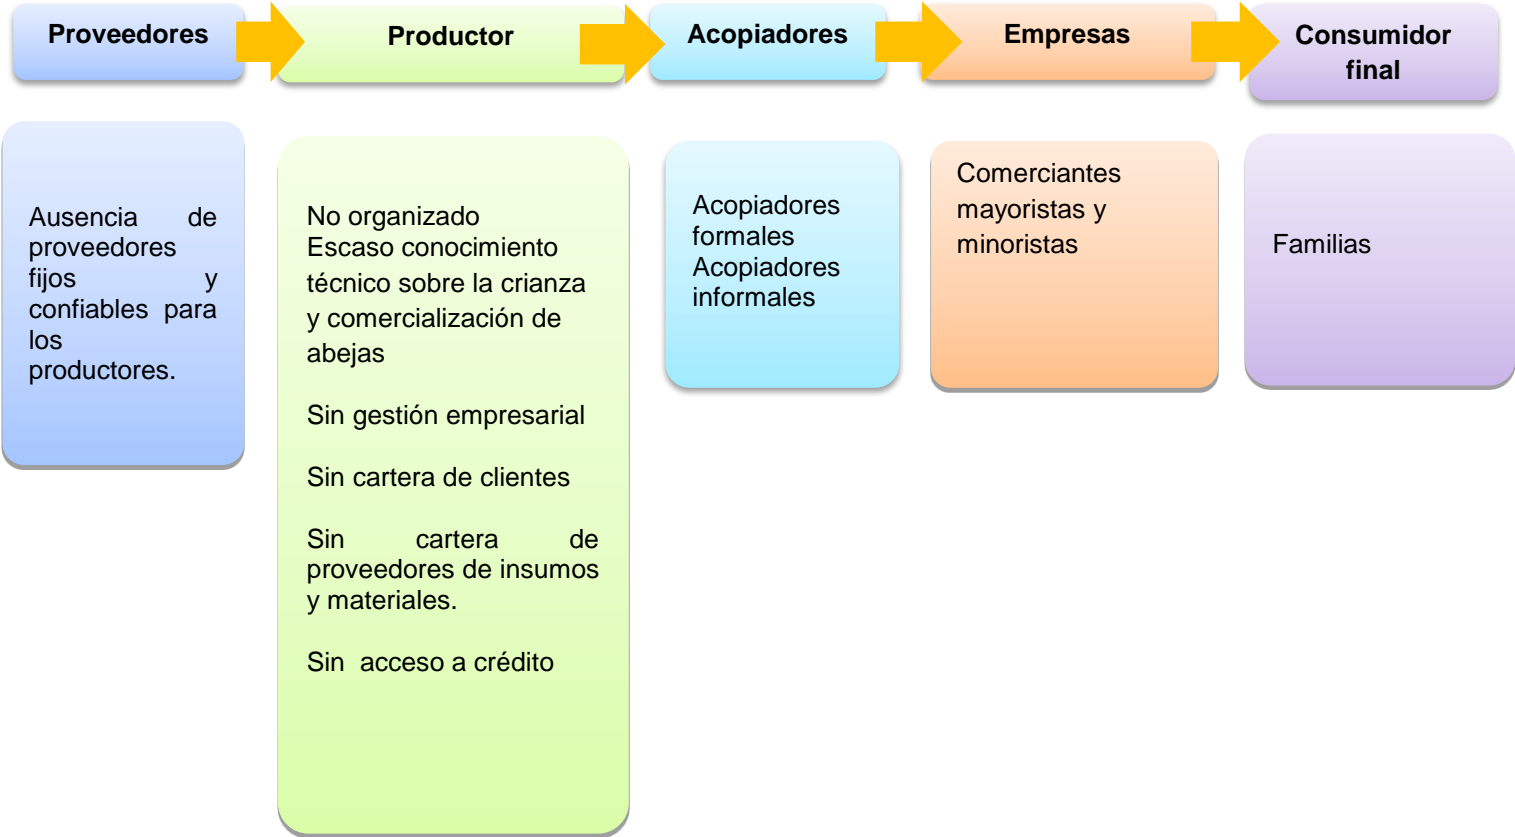 Proveedores
Productor
Acopiadores
Empresas
Consumidor
final
Ausencia de
proveedores
fijos y
confiables para
los
productores.
No organizado
Escaso conocimiento
técnico sobre la crianza
y comercialización de
abejas
Sin gestión empresarial
Sin cartera de clientes
Sin cartera de
proveedores de insumos
y materiales.
Sin acceso a crédito
Acopiadores
formales
Acopiadores
informales
Comerciantes
mayoristas y
minoristas
Familias